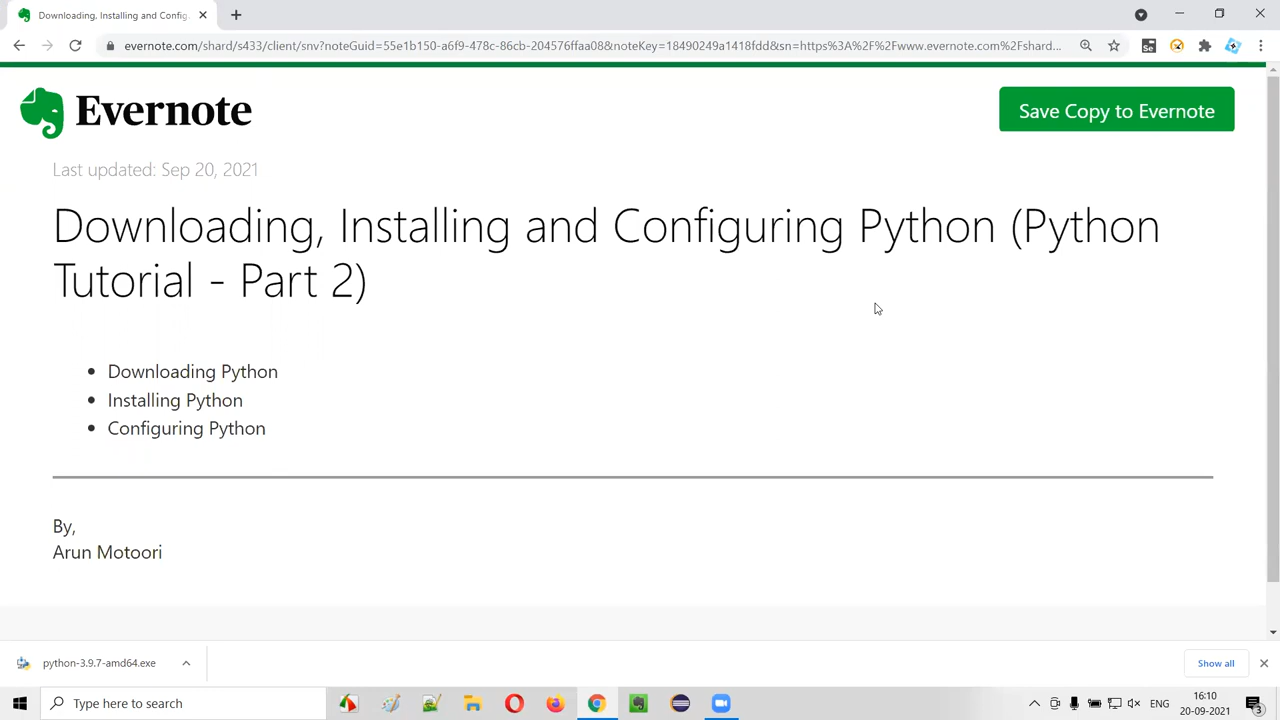 Downloading, Installing and Config
evernote.com/shard/s433/client/snv?noteGuid=55e1b150-b6f9-478c-86cb-204576ffaa08&noteKey=18490249a1418fdd&sn=https%3A%2F%2Fwww.evernote.com%2Fshard...
Se
Evernote
Save Copy to Evernote
Last updated: Sep 20, 2021
Downloading, Installing and Configuring Python (Python
Tutorial - Part 2)
• Downloading Python
• Installing Python
• Configuring Python
By,
Arun Motoori
python-3.9.7-amd64.exe
Show all
Type here to search
ENG
16:10
20-09-2021
3